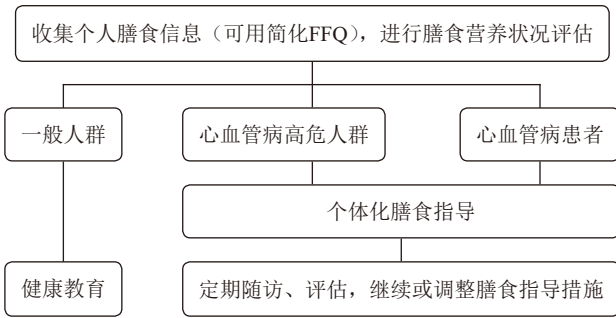 收集个人膳食信息（可用简化FFQ），进行膳食营养状况评估
一般人群
心血管病高危人群
心血管病患者
个体化膳食指导
健康教育
定期随访、评估，继续或调整膳食指导措施